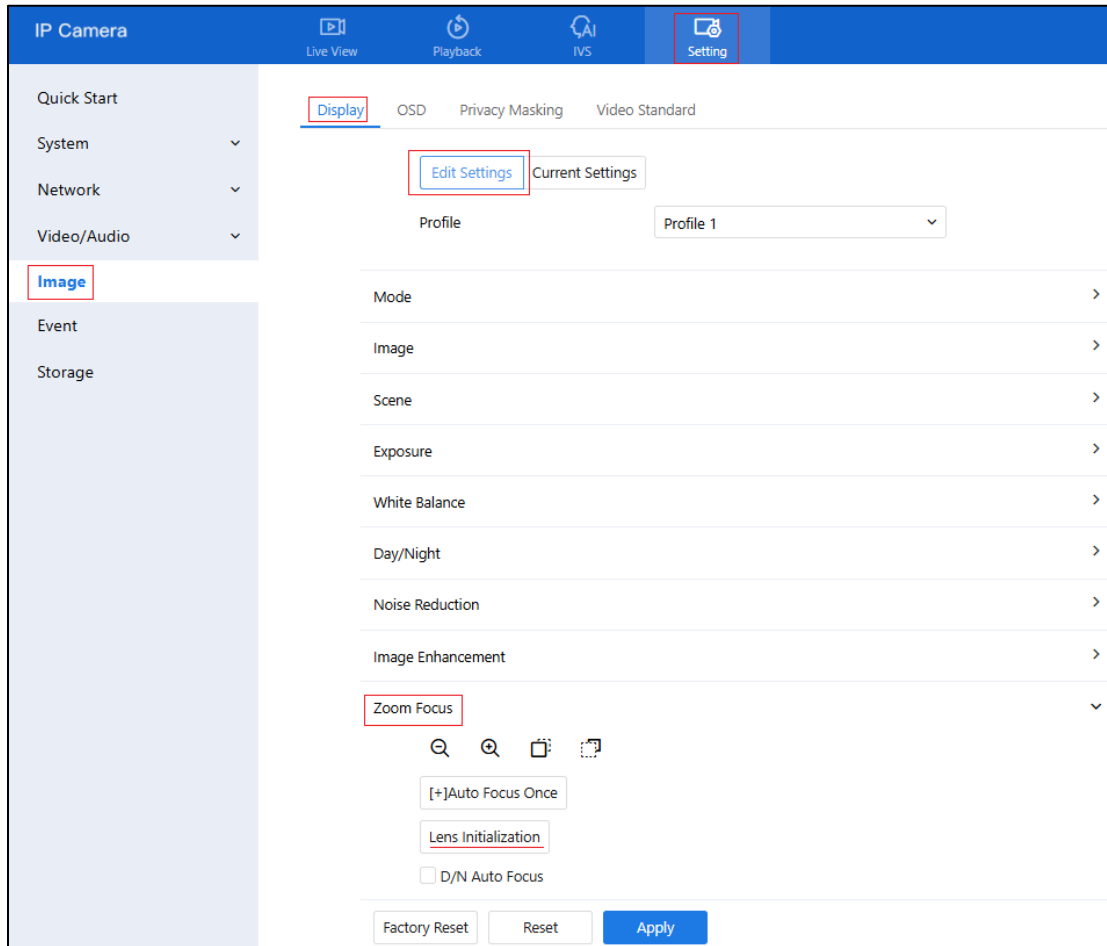 IP Camera
Live View
Playback
AI
IVS
Setting
Quick Start
System
Network
Video/Audio
Image
Event
Storage
Display OSD Privacy Masking Video Standard
Edit Settings Current Settings
Profile Profile 1
Mode
Image
Scene
Exposure
White Balance
Day/Night
Noise Reduction
Image Enhancement
Zoom Focus
[+]Auto Focus Once
Lens Initialization
D/N Auto Focus
Factory Reset Reset Apply